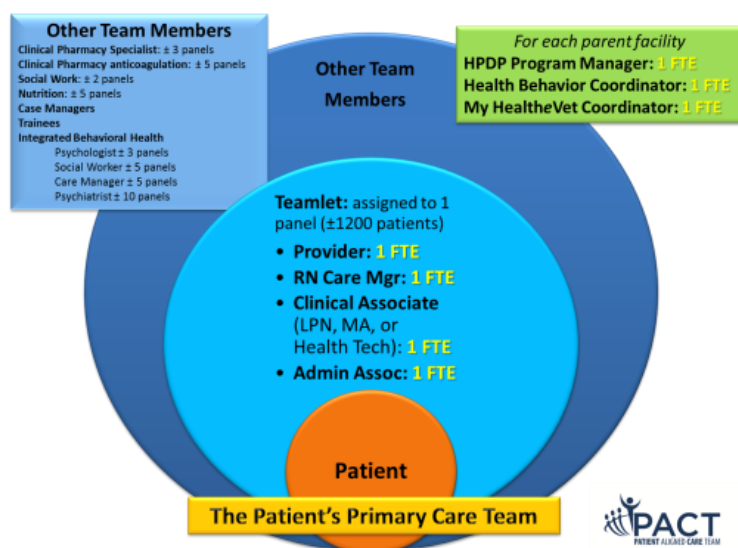 Other Team Members
Clinical Pharmacy Specialist: ± 3 panels
Clinical Pharmacy anticoagulation: ± 5 panels
Social Work: ± 2 panels
Nutrition: ± 5 panels
Case Managers
Trainees
Integrated Behavioral Health
Psychologist ± 3 panels
Social Worker ± 5 panels
Care Manager ± 5 panels
Psychiatrist ± 10 panels
Other Team
Members
For each parent facility
HPDP Program Manager: 1 FTE
Health Behavior Coordinator: 1 FTE
My HealtheVet Coordinator: 1 FTE
Teamlet: assigned to 1
panel (±1200 patients)
• Provider: 1 FTE
• RN Care Mgr: 1 FTE
• Clinical Associate
(LPN, MA, or
Health Tech): 1 FTE
• Admin Assoc: 1 FTE
Patient
The Patient's Primary Care Team
PACT
PATIENT ALIGNED CARE TEAM